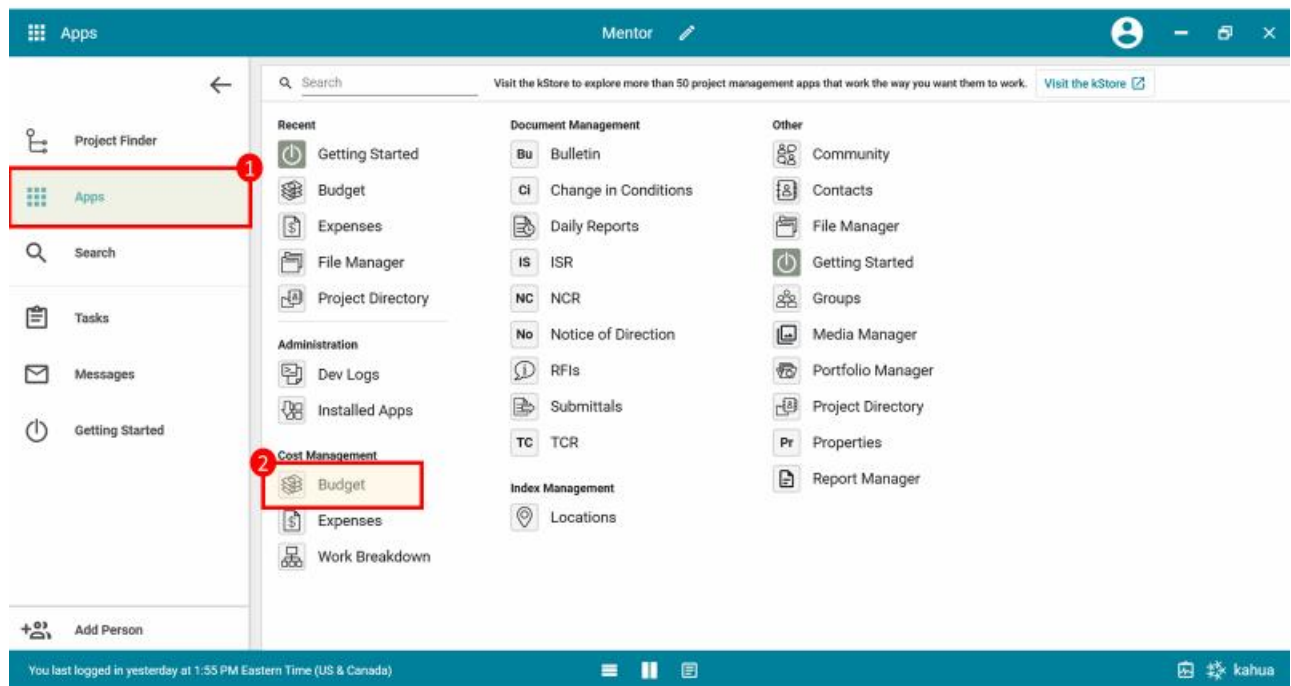 Apps
Mentor
Search
Visit the kStore to explore more than 50 project management apps that work the way you want them to work.
Visit the kStore
Project Finder
1
Apps
Search
Tasks
Messages
Getting Started
Add Person
Recent
Getting Started
Budget
Expenses
File Manager
Project Directory
Administration
Dev Logs
Installed Apps
Cost Management
2
Budget
Expenses
Work Breakdown
Document Management
Bu Bulletin
Ci Change in Conditions
Daily Reports
IS ISR
NC NCR
No Notice of Direction
RFIs
Submittals
TC TCR
Index Management
Locations
Other
Community
Contacts
File Manager
Getting Started
Groups
Media Manager
Portfolio Manager
Project Directory
Pr Properties
Report Manager
You last logged in yesterday at 1:55 PM Eastern Time (US & Canada)
kahua